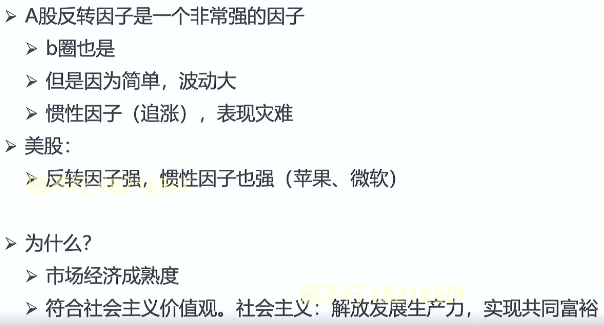 A股反转因子是一个非常强的因子
b圈也是
但是因为简单，波动大
惯性因子（追涨），表现灾难
美股：
反转因子强，惯性因子也强（苹果、微软）
为什么？
市场经济成熟度
符合社会主义价值观。社会主义：解放发展生产力，实现共同富裕